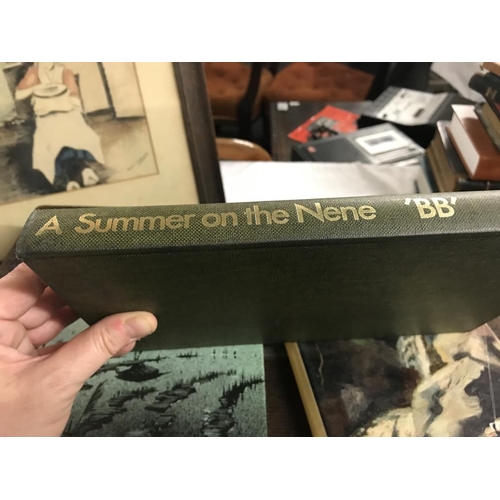 A Summer on the Nene 'BB'